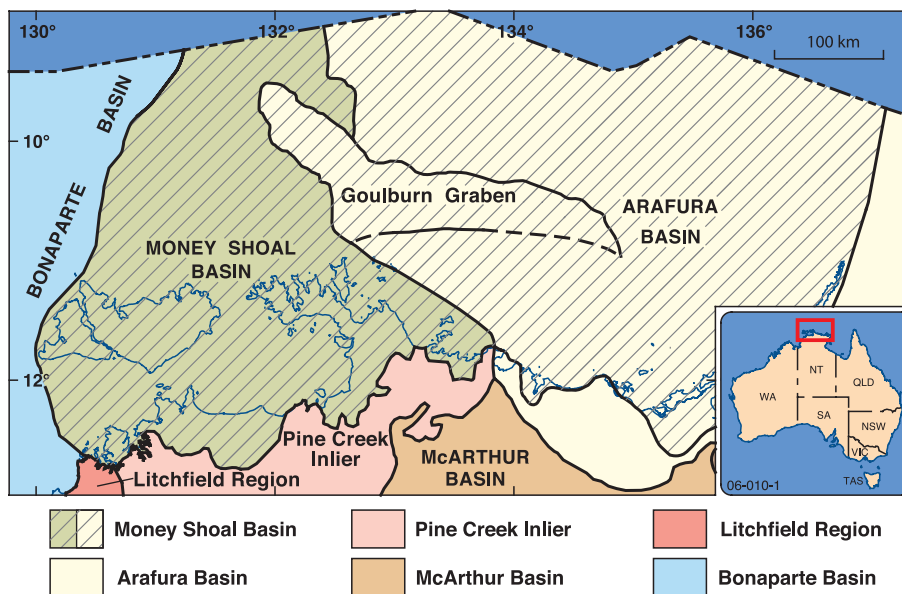 130°
132°
134°
136°
100 km
BONAPARTE BASIN
10°
Goulburn Graben
ARAFURA
BASIN
MONEY SHOAL
BASIN
12°
Pine Creek
Inlier
McARTHUR
BASIN
Litchfield Region
NT
QLD
WA
SA
NSW
VIC
TAS
06-010-1
Money Shoal Basin
Pine Creek Inlier
Litchfield Region
Arafura Basin
McArthur Basin
Bonaparte Basin